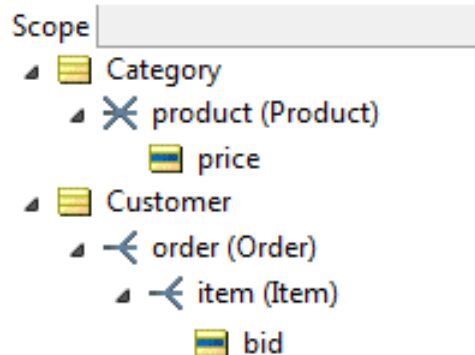 Scope
Category
product (Product)
price
Customer
order (Order)
item (Item)
bid